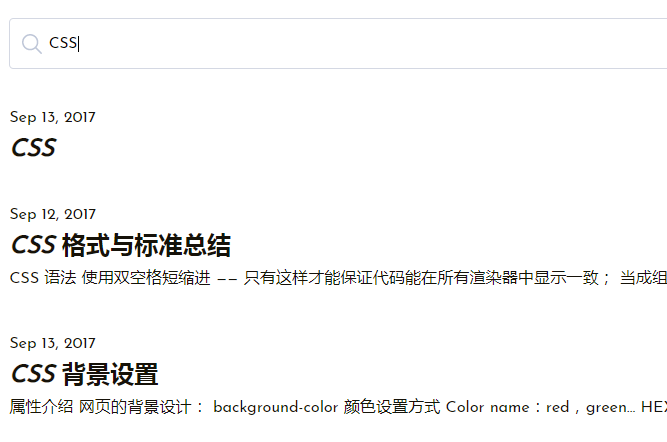 CSS
Sep 13, 2017
CSS
Sep 12, 2017
CSS 格式与标准总结
CSS 语法 使用双空格短缩进 —— 只有这样才能保证代码能在所有渲染器中显示一致； 当成组
Sep 13, 2017
CSS 背景设置
属性介绍 网页的背景设计： background-color 颜色设置方式 Color name：red，green... HEX